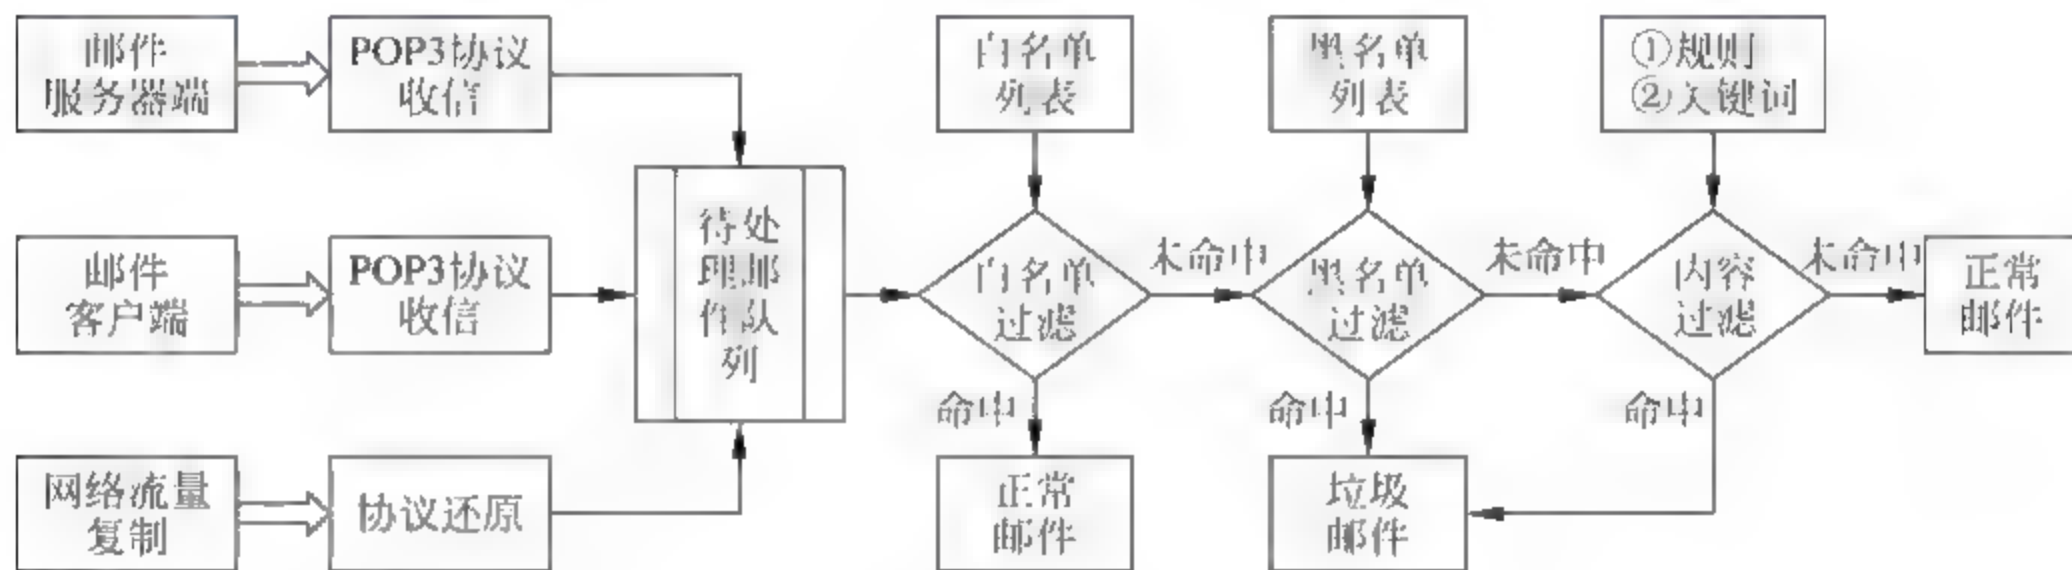 邮件
服务器端
POP3协议
收信
白名单
列表
黑名单
列表
①规则
②关键词
邮件
客户端
POP3协议
收信
待处
理邮
件队
列
白名单
过滤
未命中
黑名单
过滤
未命中
内容
过滤
未命中
正常
邮件
命中
命中
命中
网络流量
复制
协议还原
正常
邮件
垃圾
邮件